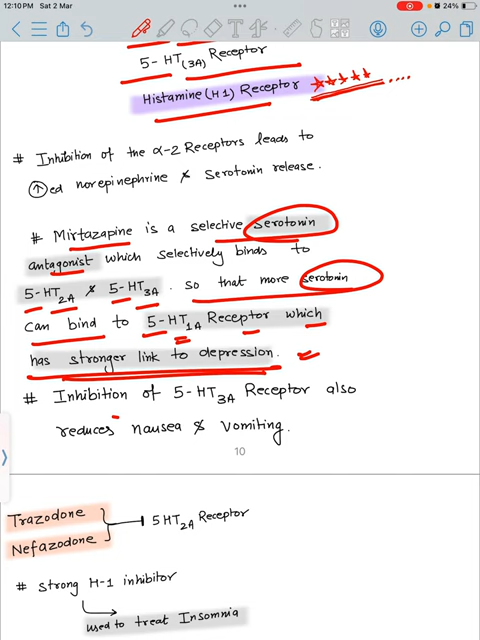 12:10 PM Sat 2 Mar
24%
5-HT(3A) Receptor
Histamine (H1) Receptor ....
# Inhibition of the α-2 Receptors leads to
↑ed norepinephrine & Serotonin release.
# Mirtazapine is a selective serotonin
antagonist which selectively binds to
5-HT2A & 5-HT3A. so that more serotonin
can bind to 5-HT1A Receptor which
has stronger link to depression.
# Inhibition of 5-HT3A Receptor also
reduces nausea & vomiting.
10
Trazodone
5HT2A Receptor
Nefazodone
# strong H-1 inhibitor
used to treat Insomnia